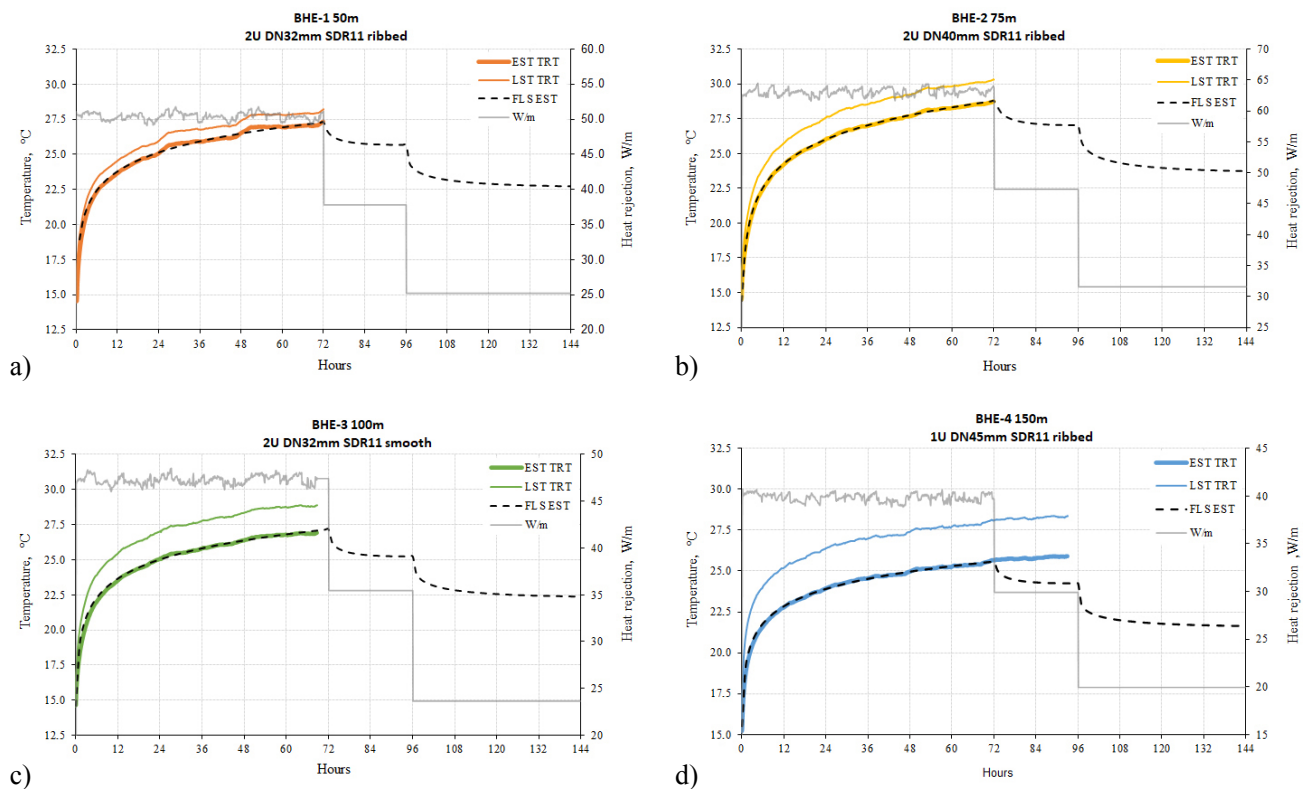 BHE-1 50m
2U DN32mm SDR11 ribbed
32.5
30.0
27.5
25.0
22.5
20.0
17.5
15.0
12.5
Temperature, °C
60.0
55.0
50.0
45.0
40.0
35.0
30.0
25.0
20.0
Heat rejection, W/m
EST TRT
LST TRT
FLS EST
W/m
0 12 24 36 48 60 72 84 96 108 120 132 144
Hours
a)
BHE-2 75m
2U DN40mm SDR11 ribbed
32.5
30.0
27.5
25.0
22.5
20.0
17.5
15.0
12.5
Temperature, °C
70
65
60
55
50
45
40
35
30
25
Heat rejection, W/m
EST TRT
LST TRT
FLS EST
W/m
0 12 24 36 48 60 72 84 96 108 120 132 144
Hours
b)
BHE-3 100m
2U DN32mm SDR11 smooth
32.5
30.0
27.5
25.0
22.5
20.0
17.5
15.0
12.5
Temperature, °C
50
45
40
35
30
25
20
Heat rejection, W/m
EST TRT
LST TRT
FLS EST
W/m
0 12 24 36 48 60 72 84 96 108 120 132 144
Hours
c)
BHE-4 150m
1U DN45mm SDR11 ribbed
32.5
30.0
27.5
25.0
22.5
20.0
17.5
15.0
Temperature, °C
45
40
35
30
25
20
15
Heat rejection, W/m
EST TRT
LST TRT
FLS EST
W/m
0 12 24 36 48 60 72 84 96 108 120 132 144
Hours
d)